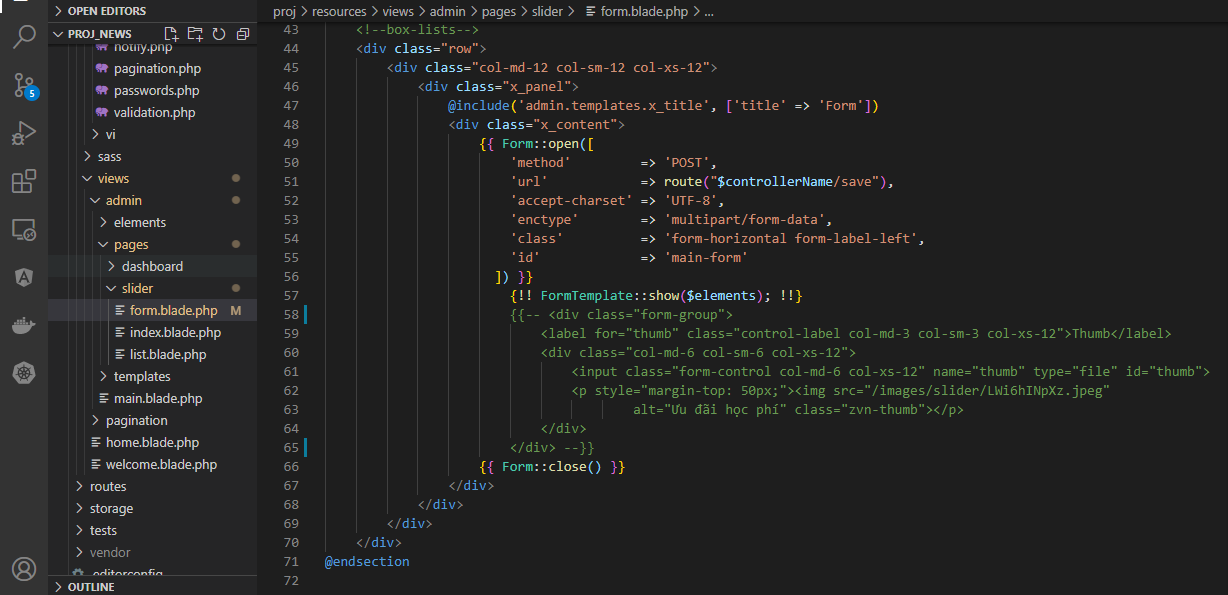 OPEN EDITORS
PROJ_NEWS
notify.php
pagination.php
passwords.php
validation.php
vi
sass
views
admin
elements
pages
dashboard
slider
form.blade.php M
index.blade.php
list.blade.php
templates
main.blade.php
pagination
home.blade.php
welcome.blade.php
routes
storage
tests
vendor
.editorconfig
OUTLINE
5
proj > resources > views > admin > pages > slider > form.blade.php > ...
43 <!--box-lists-->
44 <div class="row">
45 <div class="col-md-12 col-sm-12 col-xs-12">
46 <div class="x_panel">
47 @include('admin.templates.x_title', ['title' => 'Form'])
48 <div class="x_content">
49 {{ Form::open([
50 'method' => 'POST',
51 'url' => route("$controllerName/save"),
52 'accept-charset' => 'UTF-8',
53 'enctype' => 'multipart/form-data',
54 'class' => 'form-horizontal form-label-left',
55 'id' => 'main-form'
56 ]) }}
57 {!! FormTemplate::show($elements); !!}
58 {{-- <div class="form-group">
59 <label for="thumb" class="control-label col-md-3 col-sm-3 col-xs-12">Thumb</label>
60 <div class="col-md-6 col-sm-6 col-xs-12">
61 <input class="form-control col-md-6 col-xs-12" name="thumb" type="file" id="thumb">
62 <p style="margin-top: 50px;"><img src="/images/slider/LWi6hINpXz.jpeg"
63 alt="Ưu đãi học phí" class="zvn-thumb"></p>
64 </div>
65 </div> --}}
66 {{ Form::close() }}
67 </div>
68 </div>
69 </div>
70 </div>
71 @endsection
72